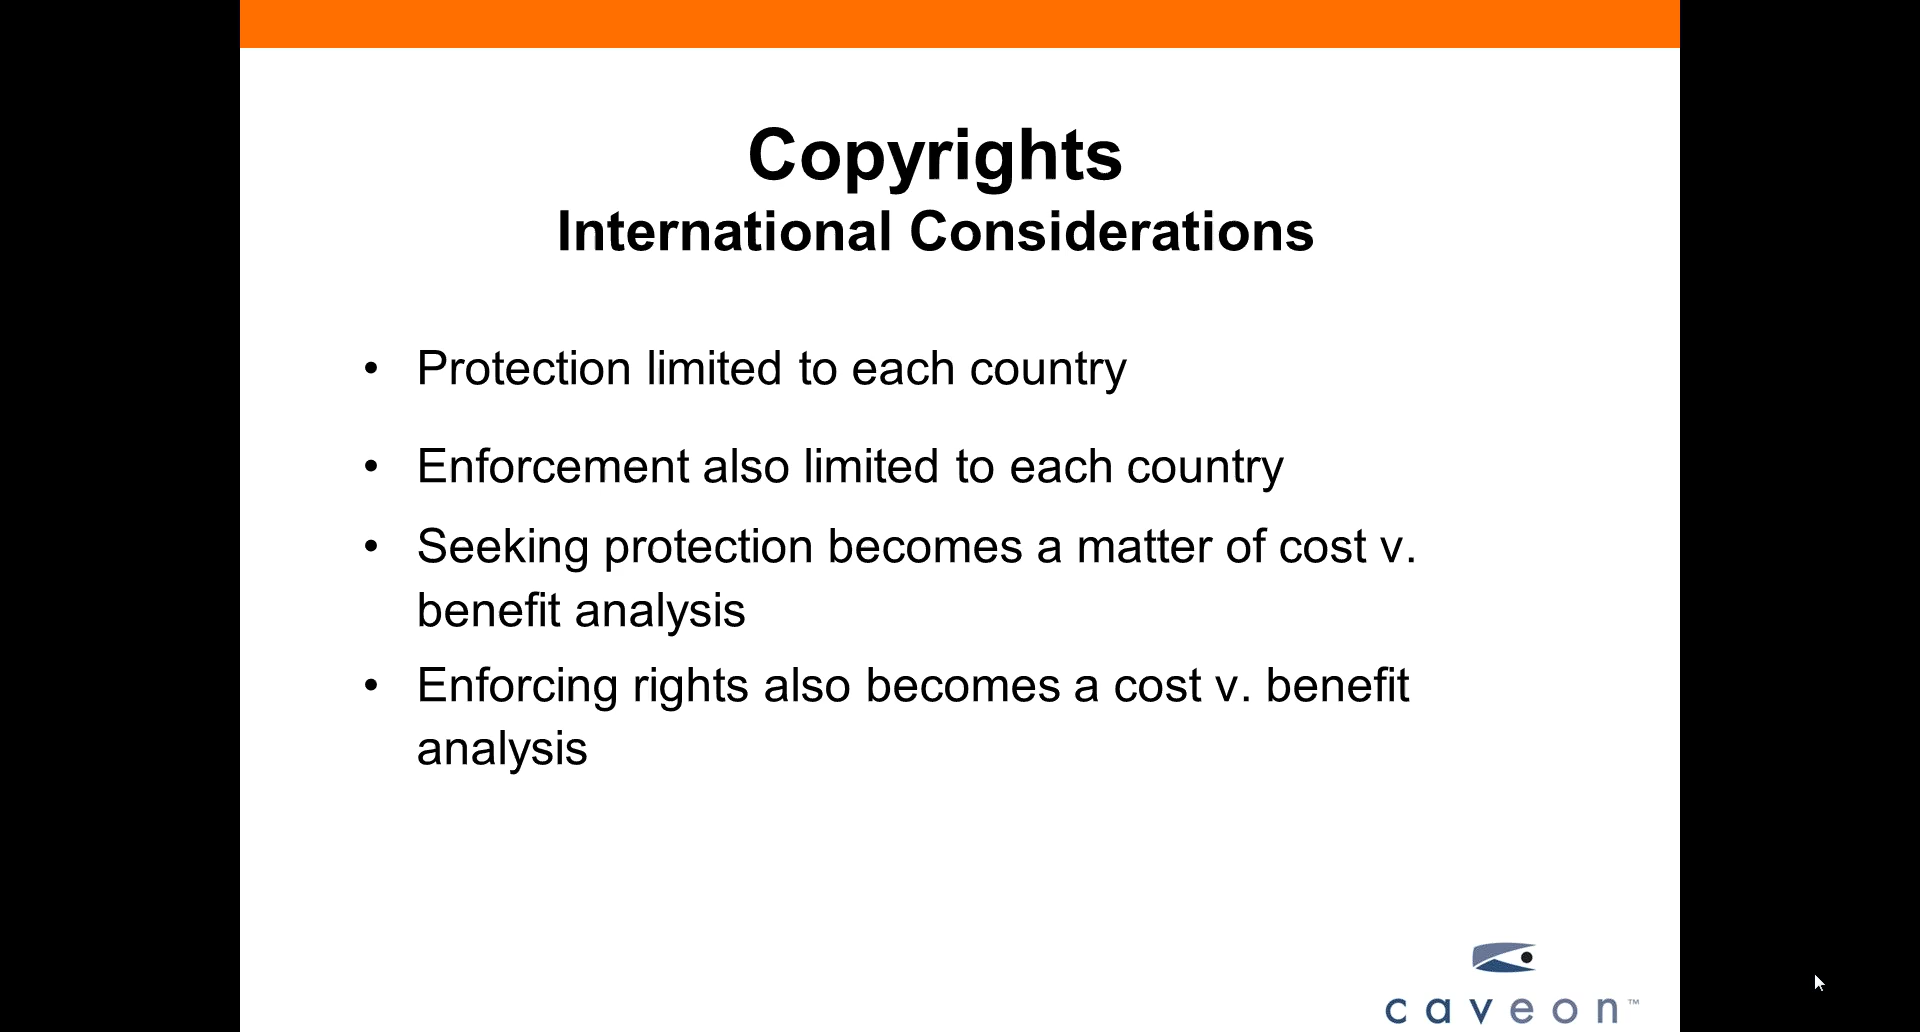 Copyrights
International Considerations
• Protection limited to each country
• Enforcement also limited to each country
• Seeking protection becomes a matter of cost v.
benefit analysis
• Enforcing rights also becomes a cost v. benefit
analysis
caveon™